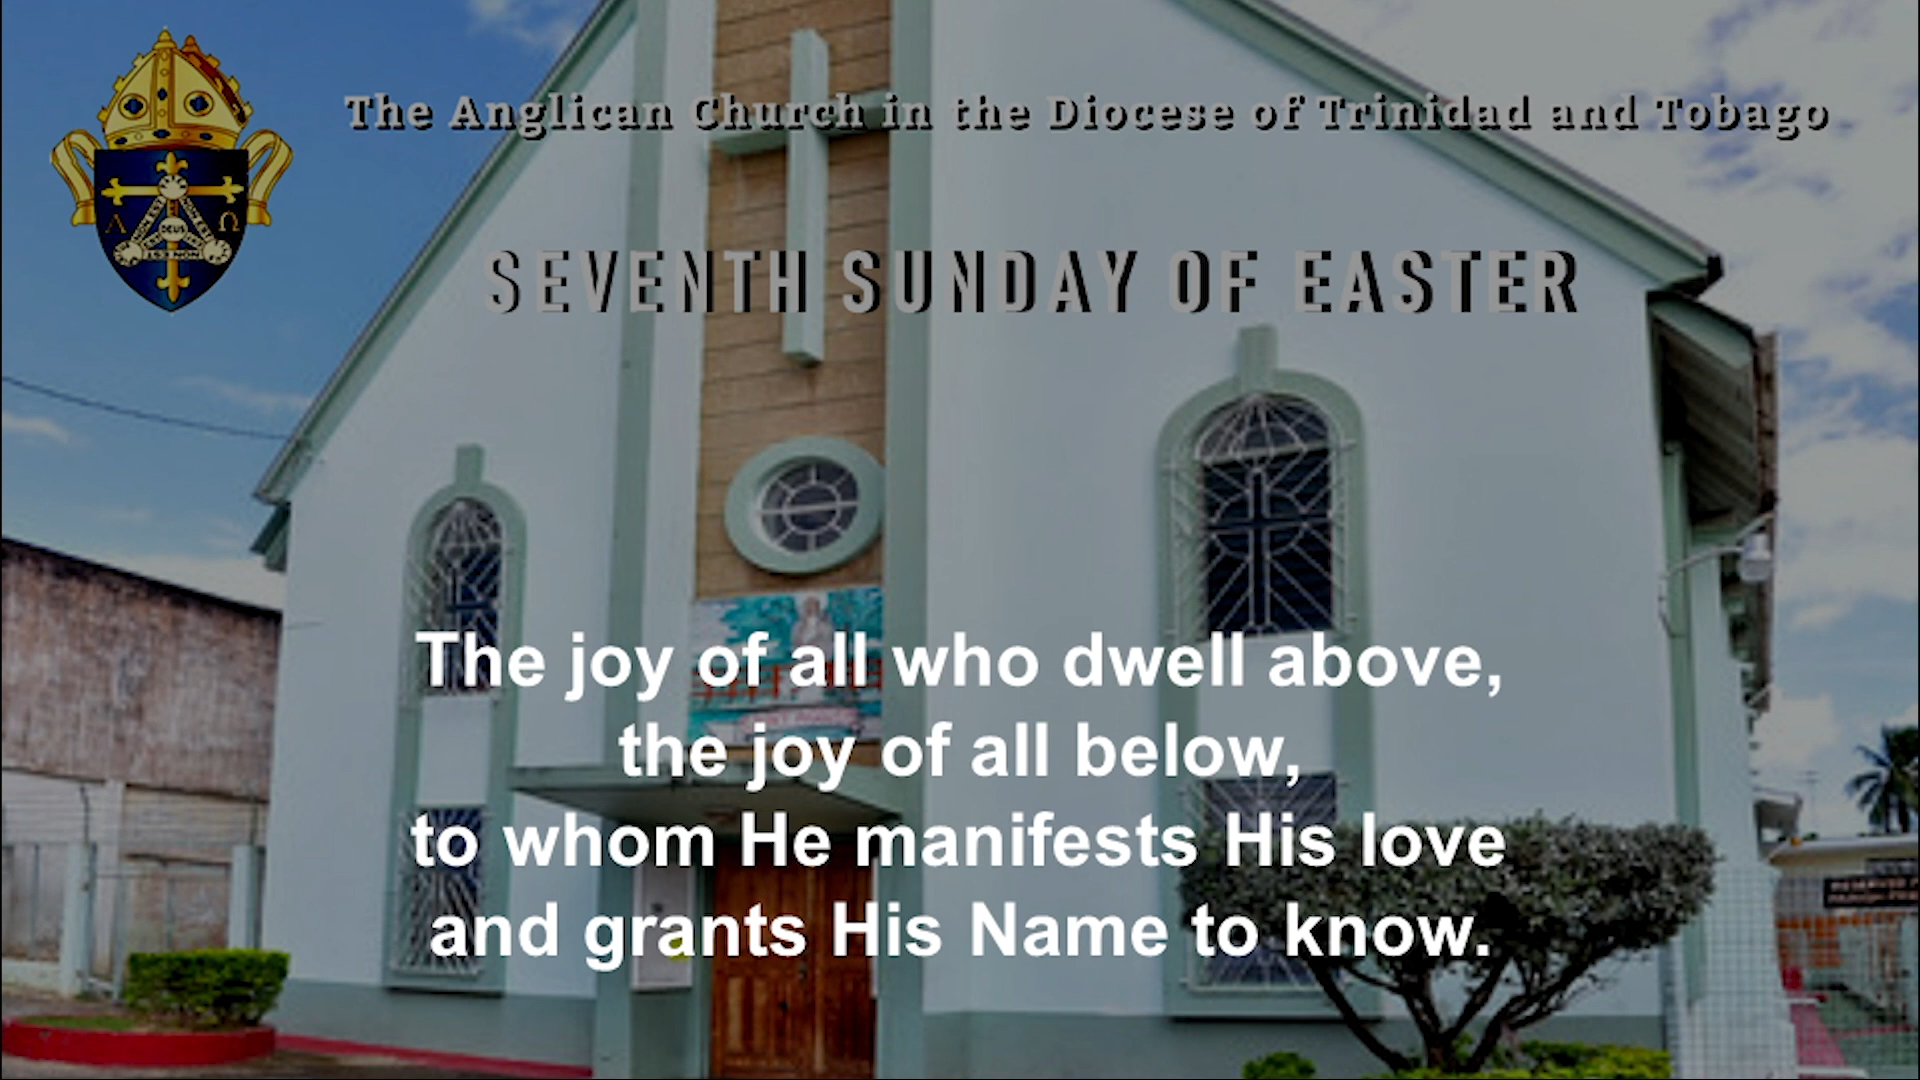 The Anglican Church in the Diocese of Trinidad and Tobago
SEVENTH SUNDAY OF EASTER
Α Ω
DEUS
The joy of all who dwell above,
the joy of all below,
to whom He manifests His love
and grants His Name to know.